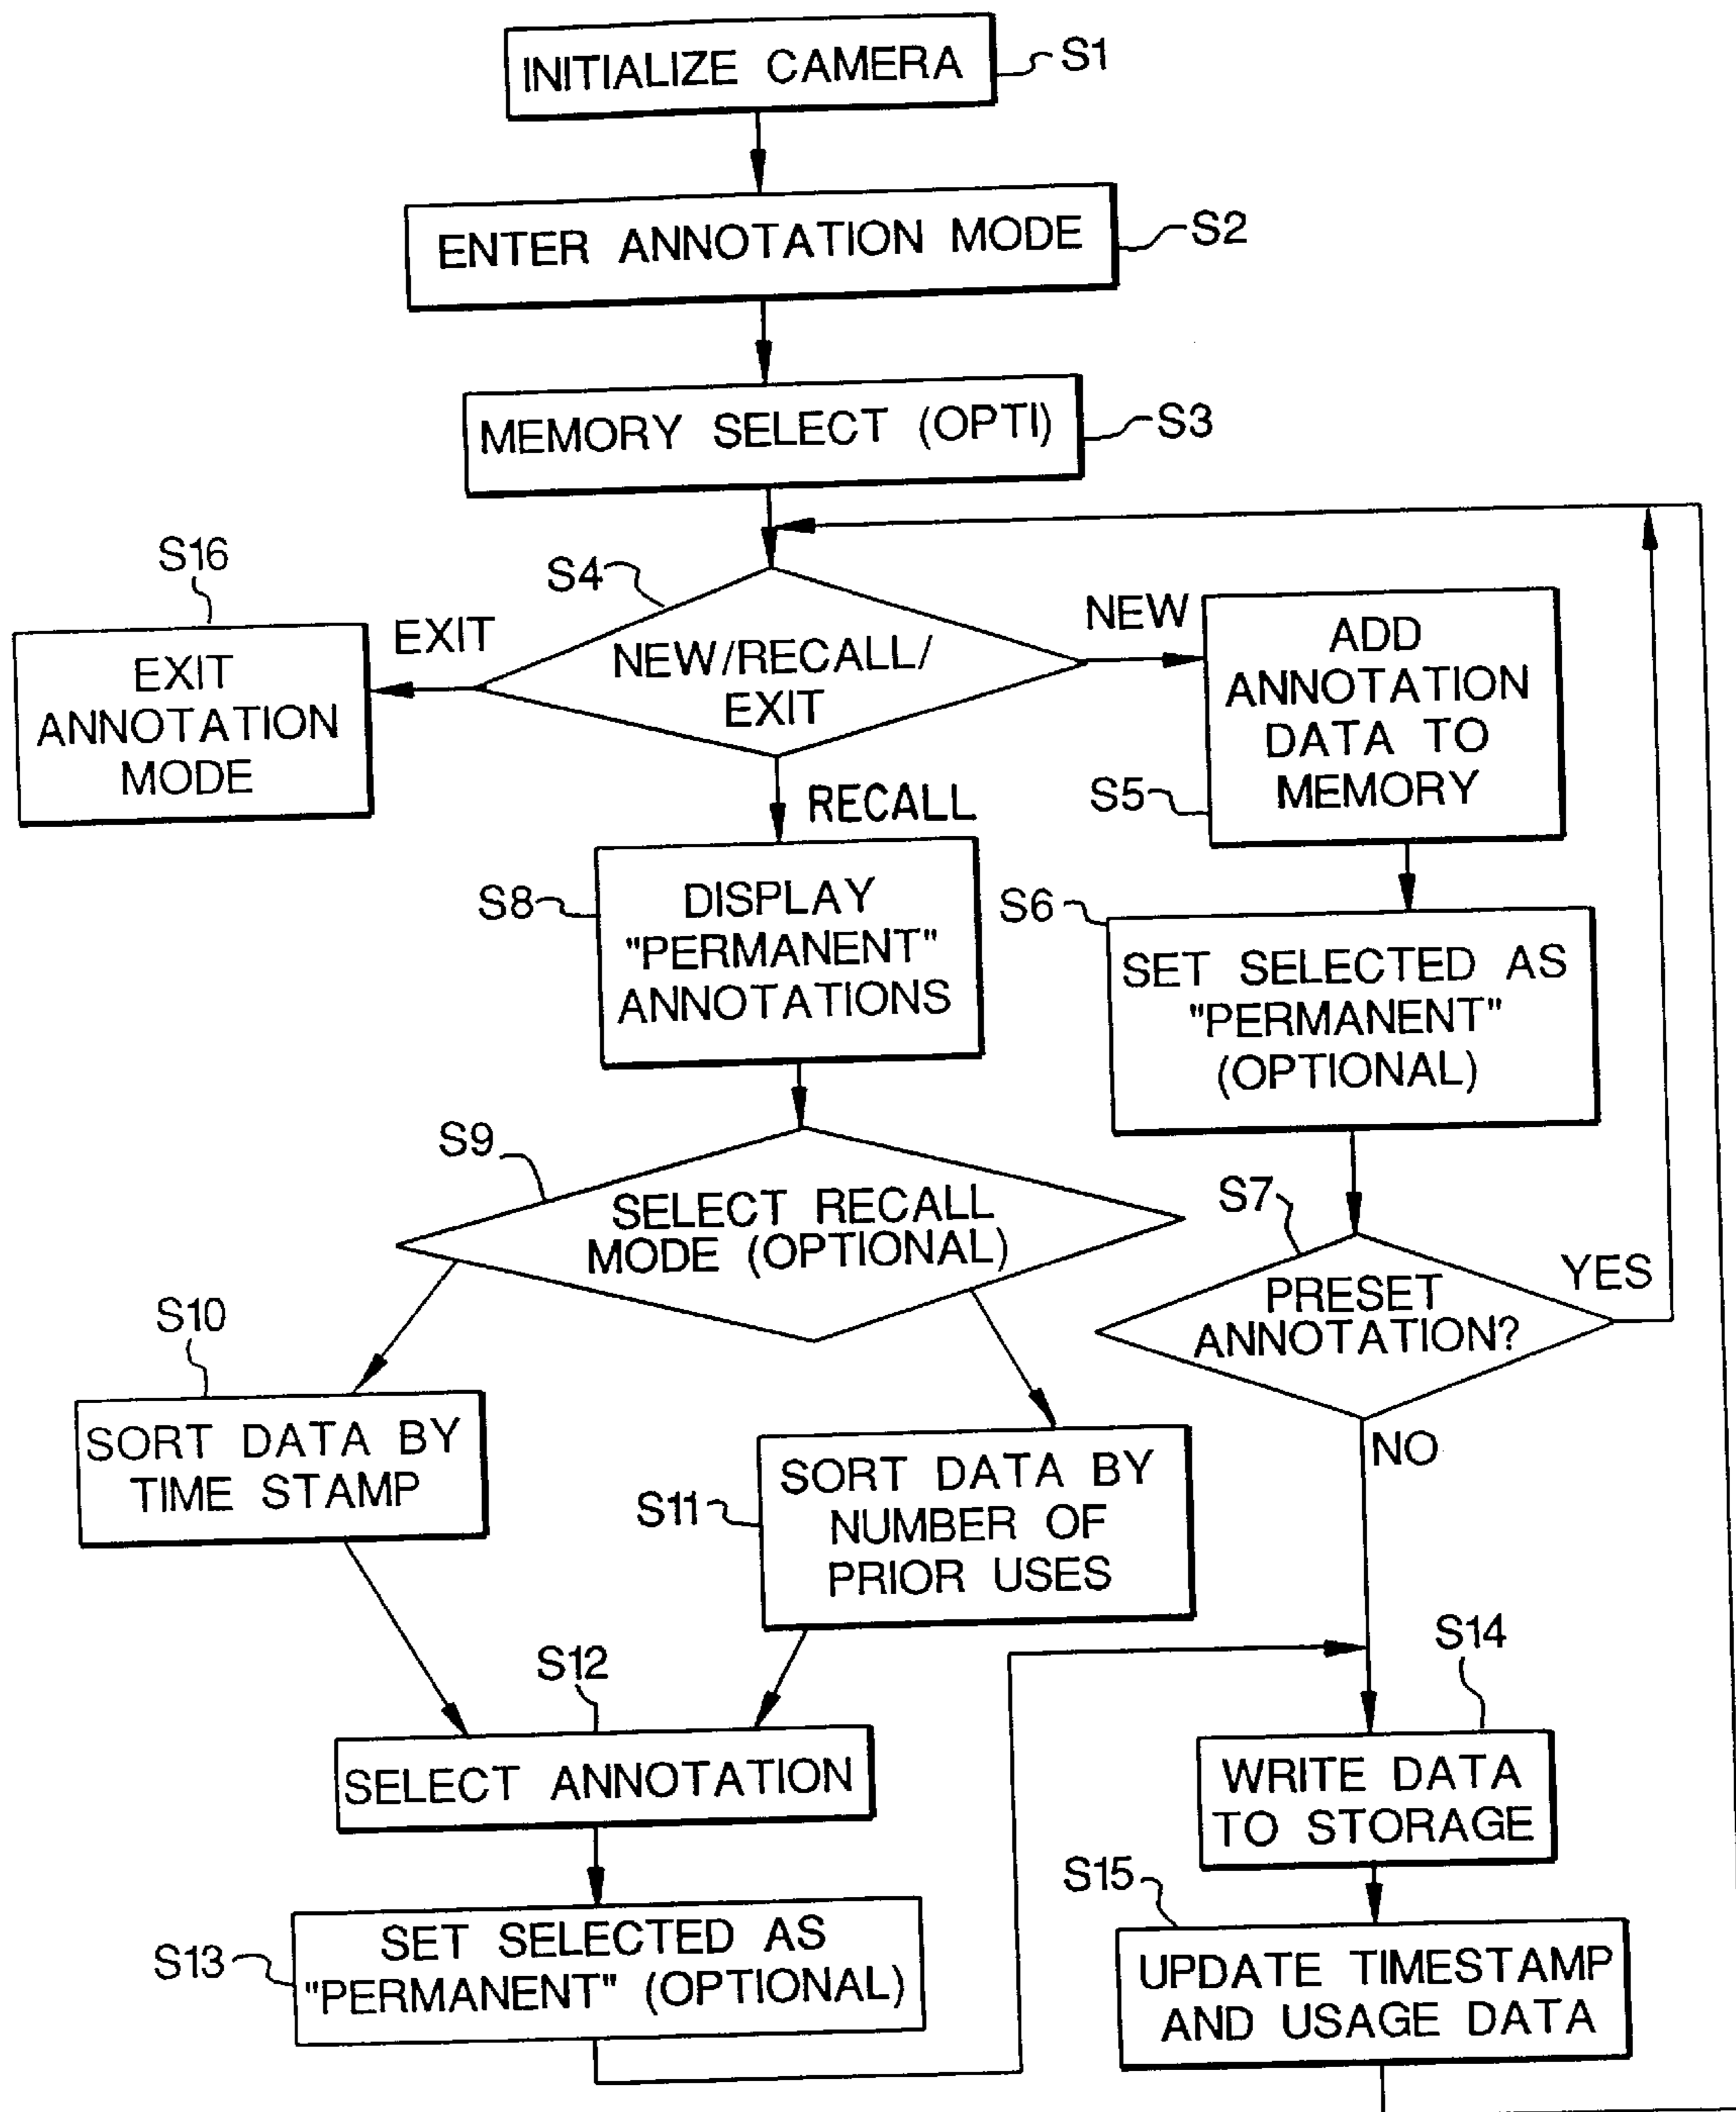 INITIALIZE CAMERA
S1
ENTER ANNOTATION MODE
S2
MEMORY SELECT (OPTI)
S3
S16
S4
EXIT
NEW
NEW/RECALL/
EXIT
EXIT
ANNOTATION
MODE
ADD
ANNOTATION
DATA TO
MEMORY
S5
RECALL
S8
DISPLAY
"PERMANENT"
ANNOTATIONS
S6
SET SELECTED AS
"PERMANENT"
(OPTIONAL)
S9
SELECT RECALL
MODE (OPTIONAL)
S7
PRESET
ANNOTATION?
YES
NO
S10
SORT DATA BY
TIME STAMP
S11
SORT DATA BY
NUMBER OF
PRIOR USES
S12
SELECT ANNOTATION
S14
WRITE DATA
TO STORAGE
S13
SET SELECTED AS
"PERMANENT" (OPTIONAL)
S15
UPDATE TIMESTAMP
AND USAGE DATA